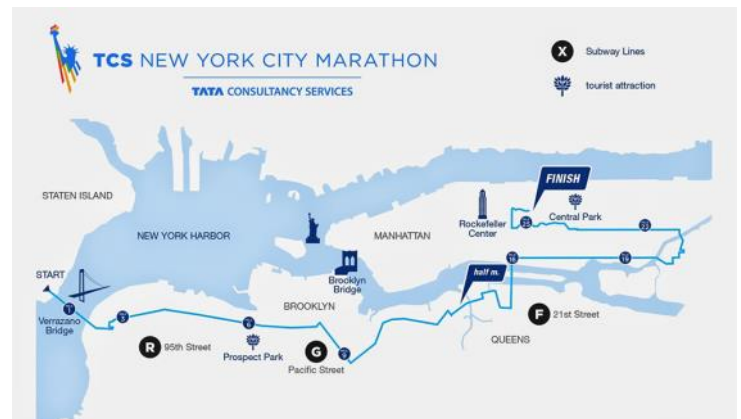 TCS NEW YORK CITY MARATHON
TATA CONSULTANCY SERVICES
X Subway Lines
tourist attraction
STATEN ISLAND
NEW YORK HARBOR
MANHATTAN
Rockefeller
Center
FINISH
Central Park
START
Verrazano
Bridge
Brooklyn
Bridge
BROOKLYN
half m.
R 95th Street
Prospect Park
G
Pacific Street
F 21st Street
QUEENS